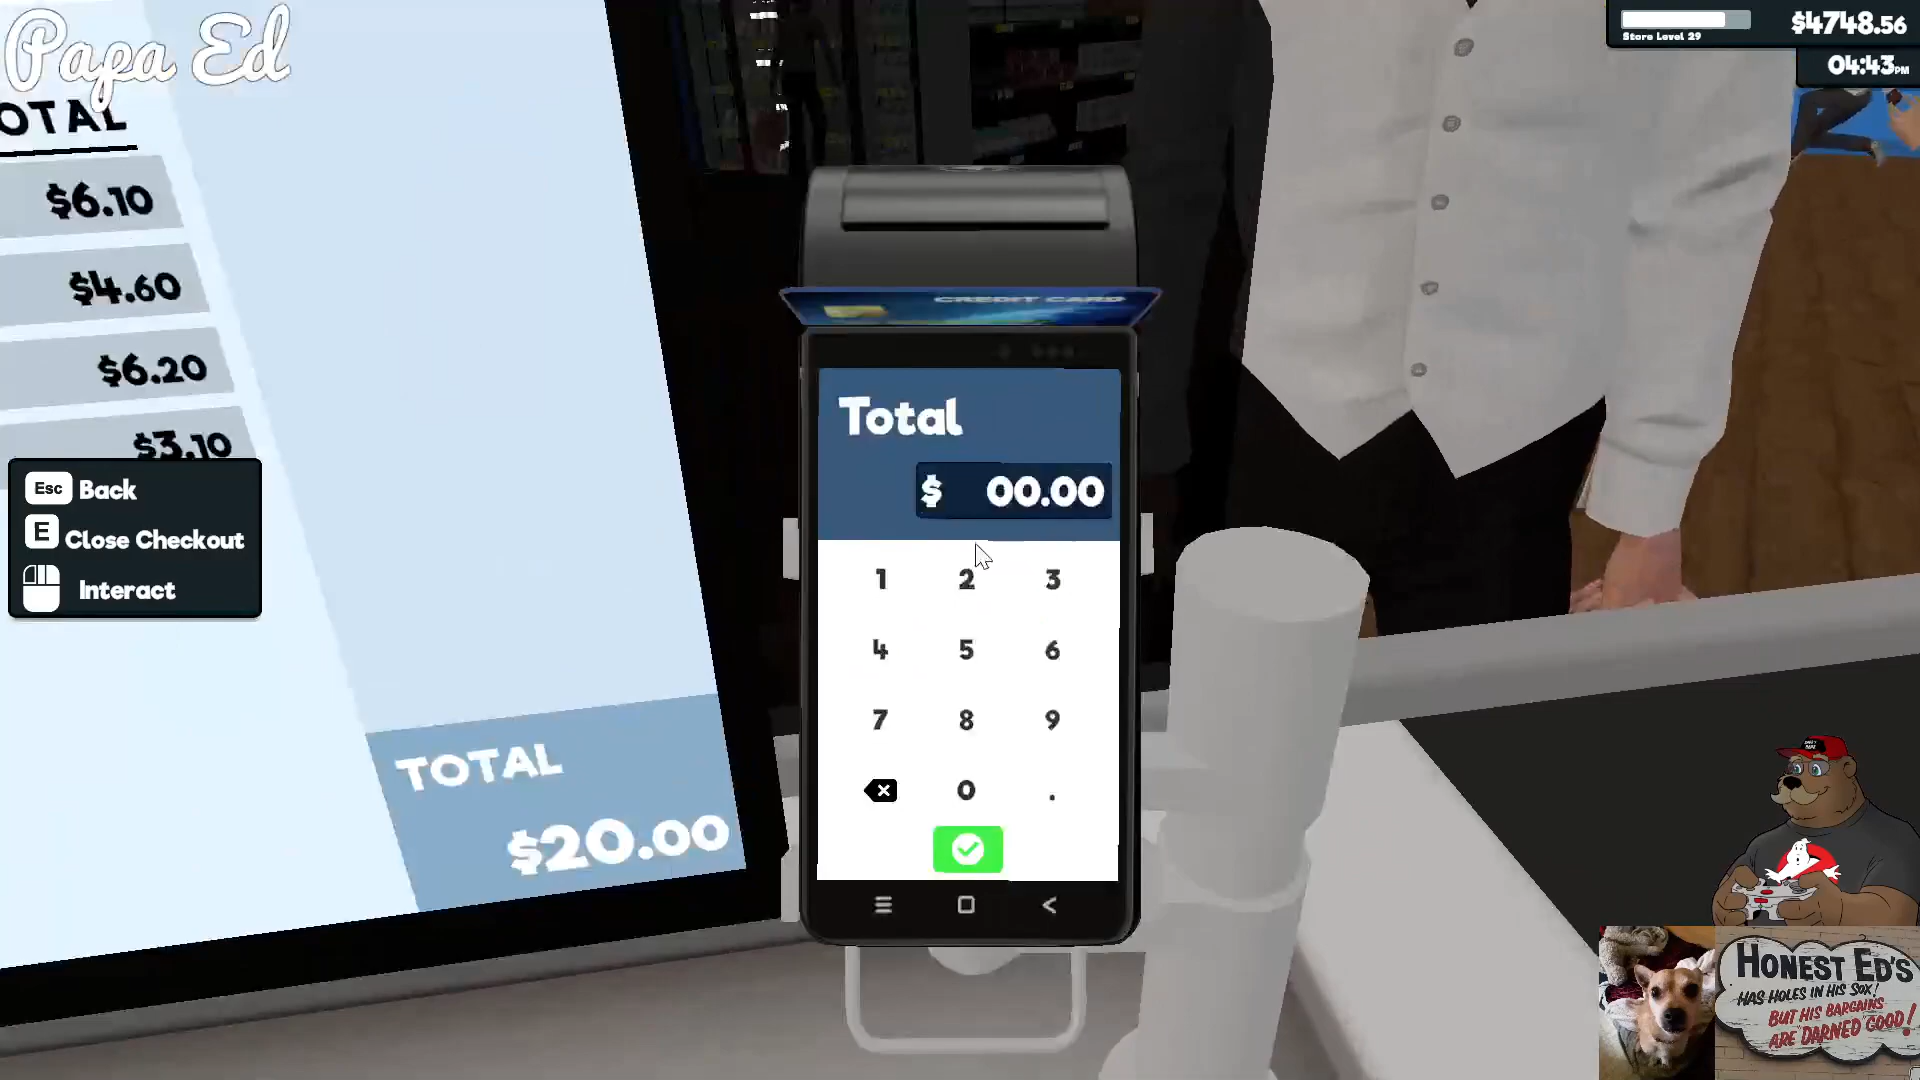 Papa Ed
OTAL
$6.10
$4.60
$6.20
$3.10
Esc Back
E Close Checkout
Interact
TOTAL
$20.00
CREDIT CARD
Total
$ 00.00
1 2 3
4 5 6
7 8 9
0 .
Store Level 29
$4748.56
04:43PM
HONEST ED'S
HAS HOLES IN HIS SOX!
BUT HIS BARGAINS
ARE DARNED GOOD!